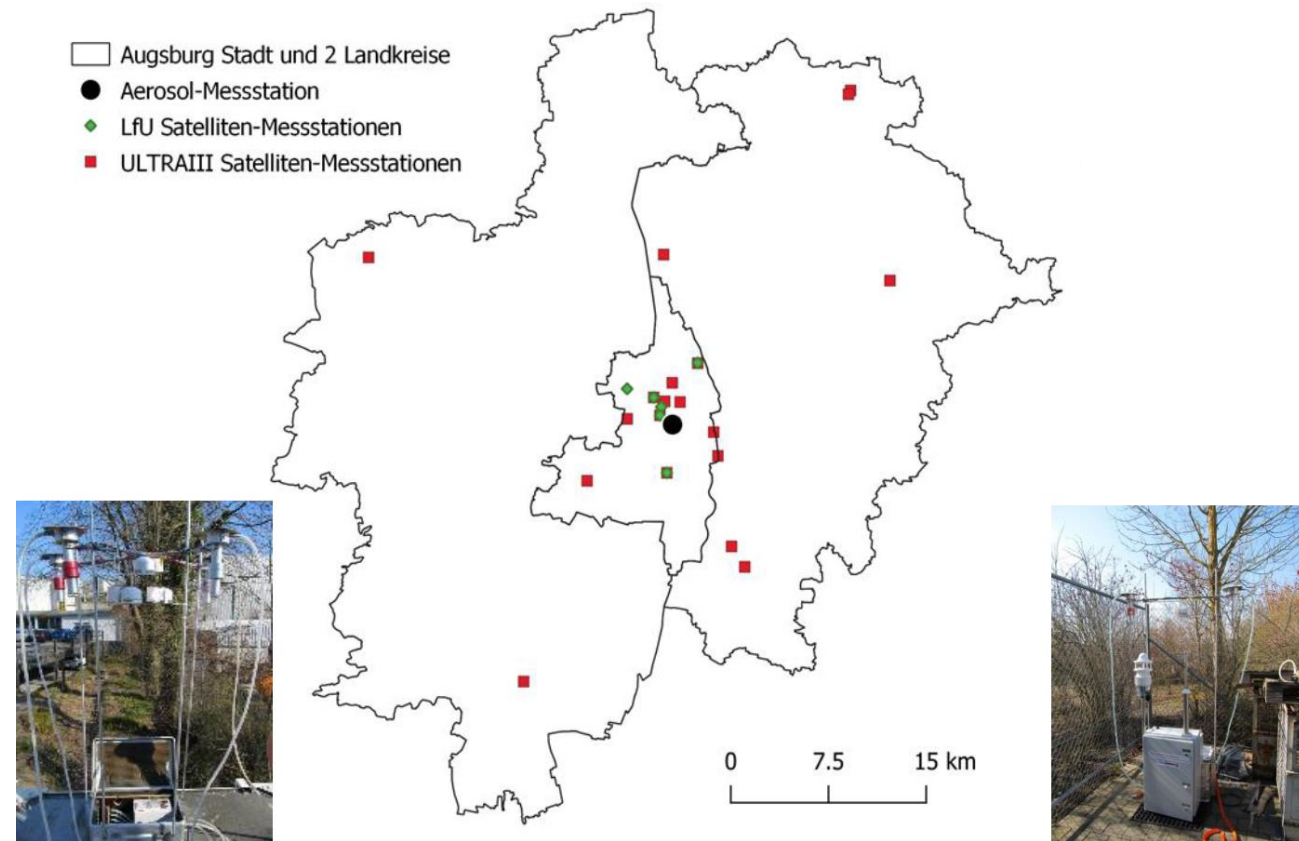 Augsburg Stadt und 2 Landkreise
Aerosol-Messstation
LfU Satelliten-Messstationen
ULTRAIII Satelliten-Messstationen
0 7.5 15 km